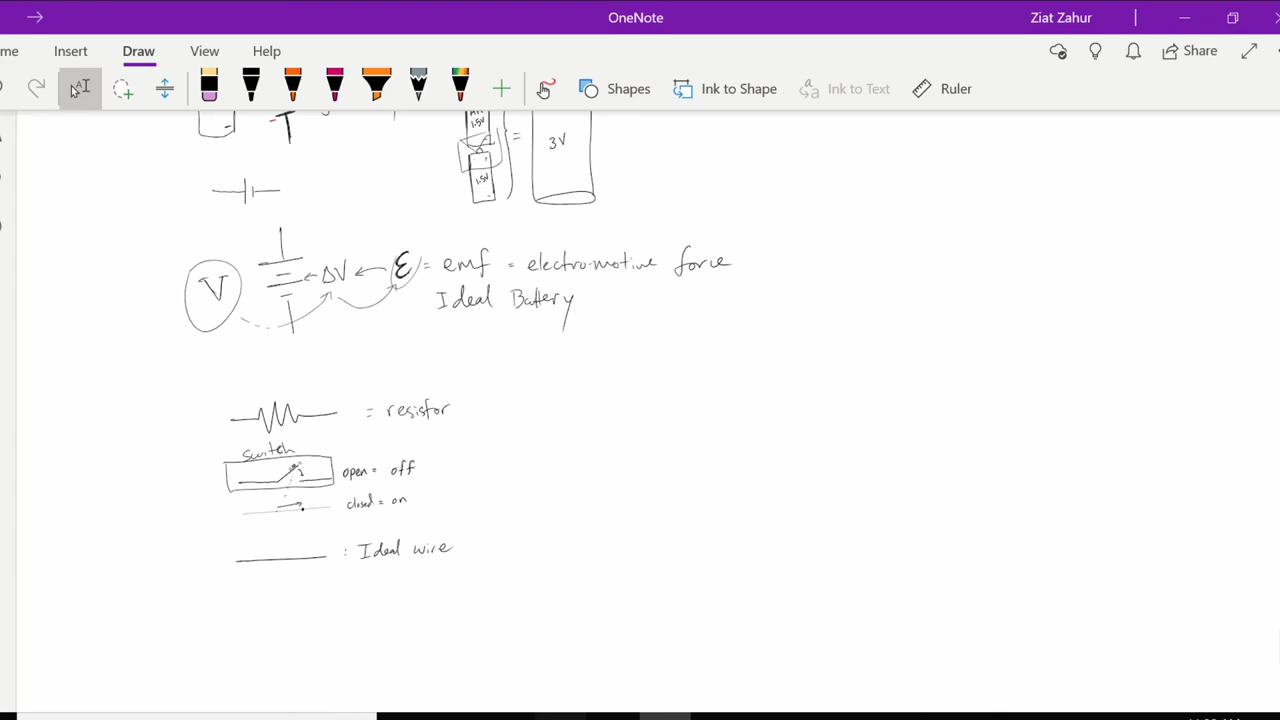 OneNote
Ziat Zahur
me Insert Draw View Help
Share
Shapes
Ink to Shape
Ink to Text
Ruler
1.5V
= 3V
1.5V
V ΔV ε = emf = electro-motive force
Ideal Battery
= resistor
switch
open = off
closed = on
: Ideal wire